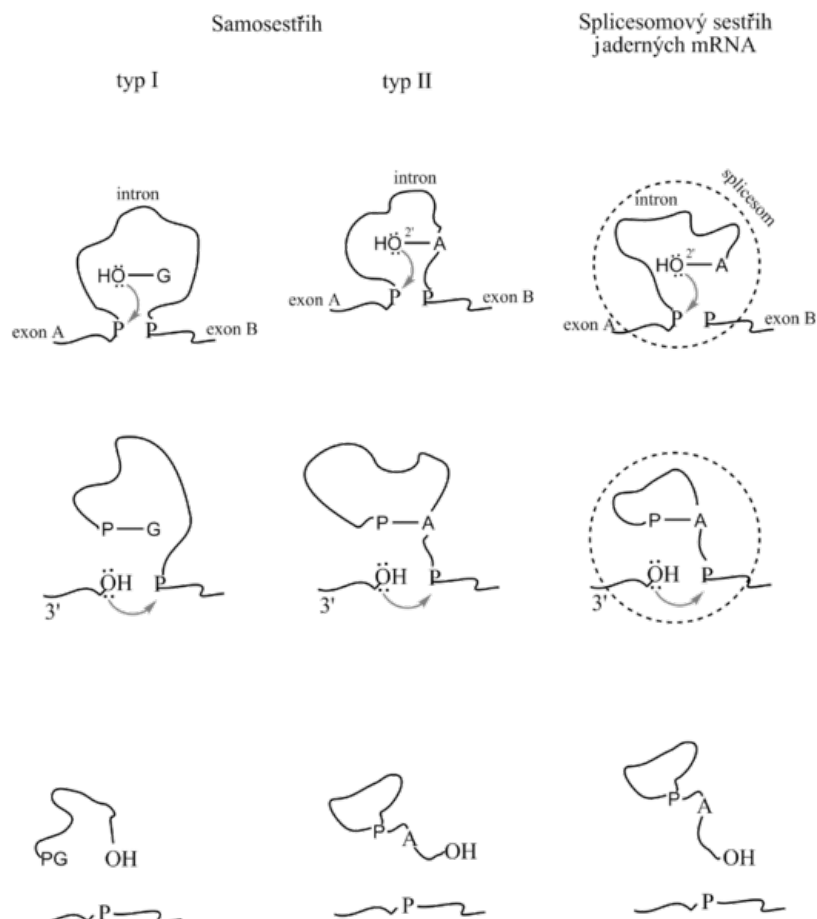 Samosestřih
Splicesomový sestřih
jaderných mRNA
typ I
typ II
intron
HÖ—G
exon A
P
P
exon B
intron
HÖ 2' A
exon A
P
P
exon B
splicesom
intron
HÖ 2' A
exon A
P
P
exon B
P—G
ÖH
P
3'
P—A
ÖH
P
3'
P—A
ÖH
P
3'
PG
OH
P
P
A
OH
P
P
A
OH
P